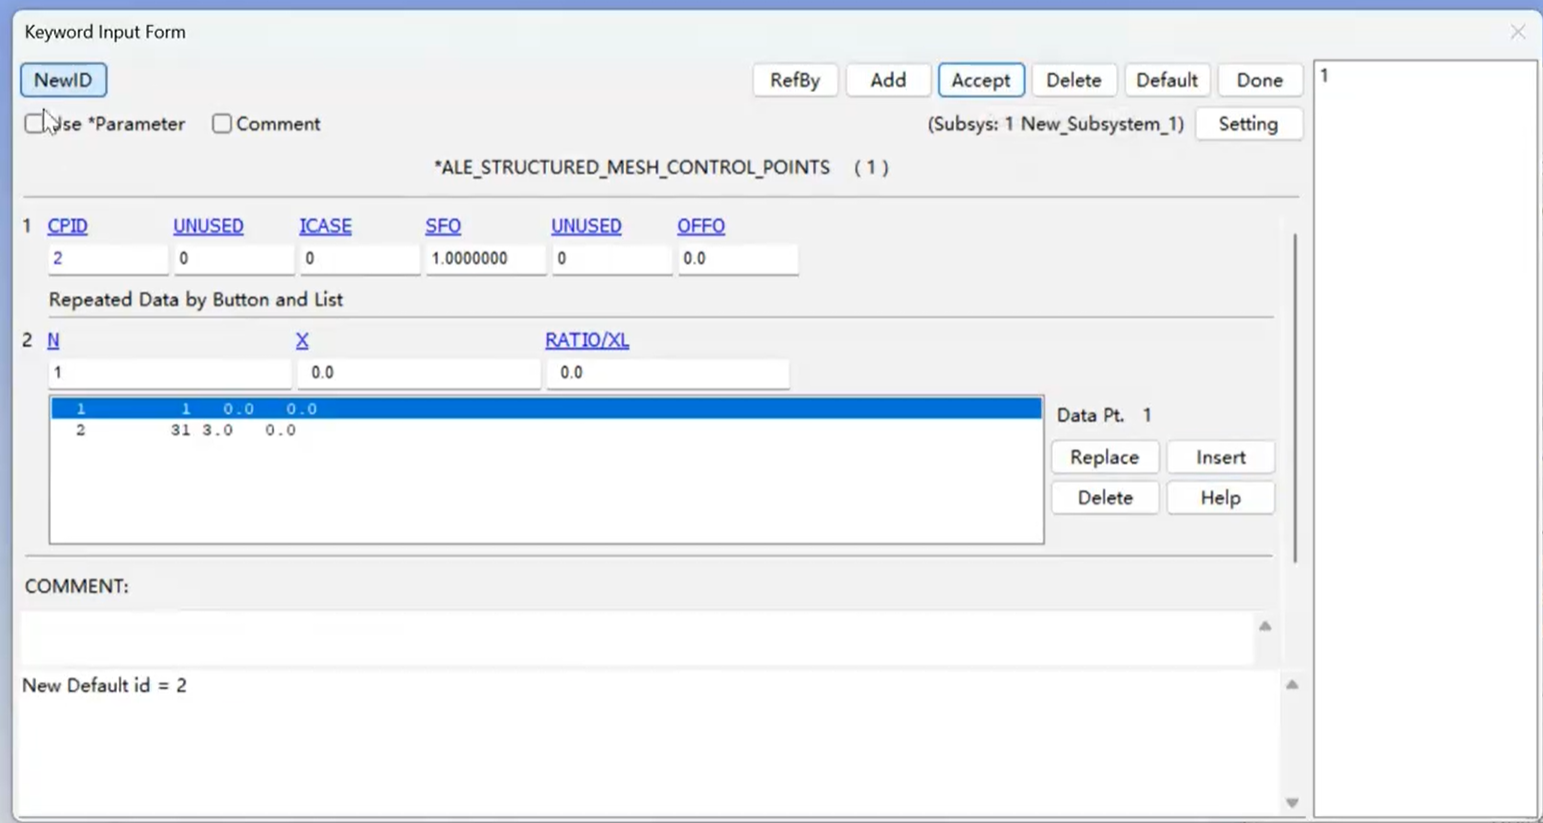 Keyword Input Form
NewID RefBy Add Accept Delete Default Done
Use *Parameter Comment (Subsys: 1 New_Subsystem_1) Setting
*ALE_STRUCTURED_MESH_CONTROL_POINTS (1)
1 CPID UNUSED ICASE SFO UNUSED OFFO
2 0 0 1.0000000 0 0.0
Repeated Data by Button and List
2 N X RATIO/XL
1 0.0 0.0
1 1 0.0 0.0
2 31 3.0 0.0
Data Pt. 1
Replace Insert
Delete Help
COMMENT:
New Default id = 2
1